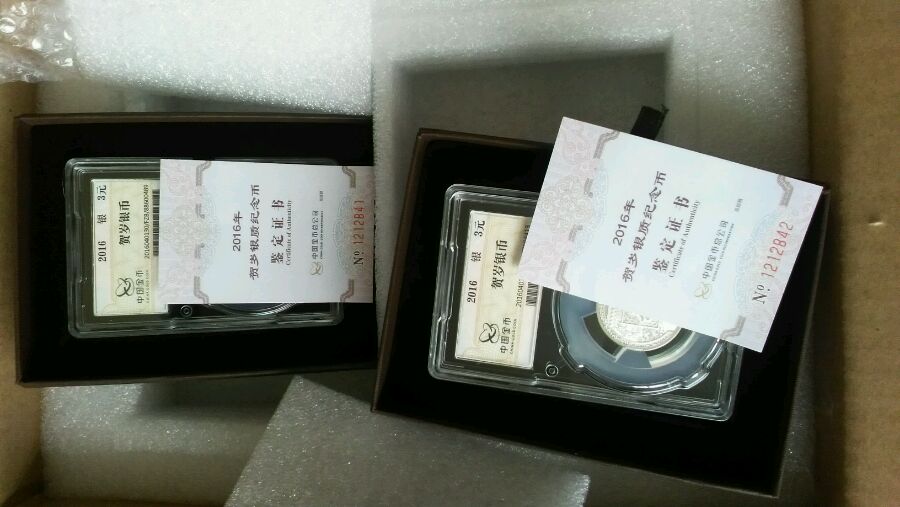 2016 银 3元
贺岁银币
2016040130/F28/88600489
中国金币
2016年
贺岁银质纪念币
鉴定证书
Certificate of Authenticity
中国金币总公司
Nº 1212841
2016 银 3元
贺岁银币
中国金币
2016年
贺岁银质纪念币
鉴定证书
Certificate of Authenticity
中国金币总公司
Nº 1212842